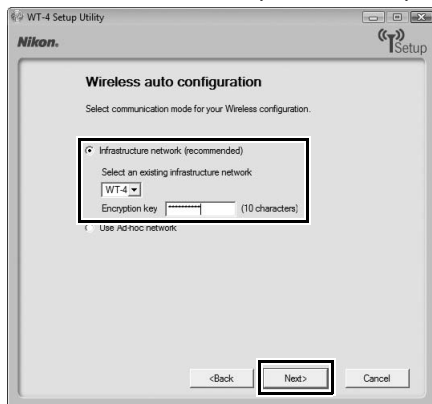 WT-4 Setup Utility
Nikon.
Setup
Wireless auto configuration
Select communication mode for your Wireless configuration.
Infrastructure network (recommended)
Select an existing infrastructure network
WT-4
Encryption key ********** (10 characters)
Use Ad-hoc network
<Back Next> Cancel